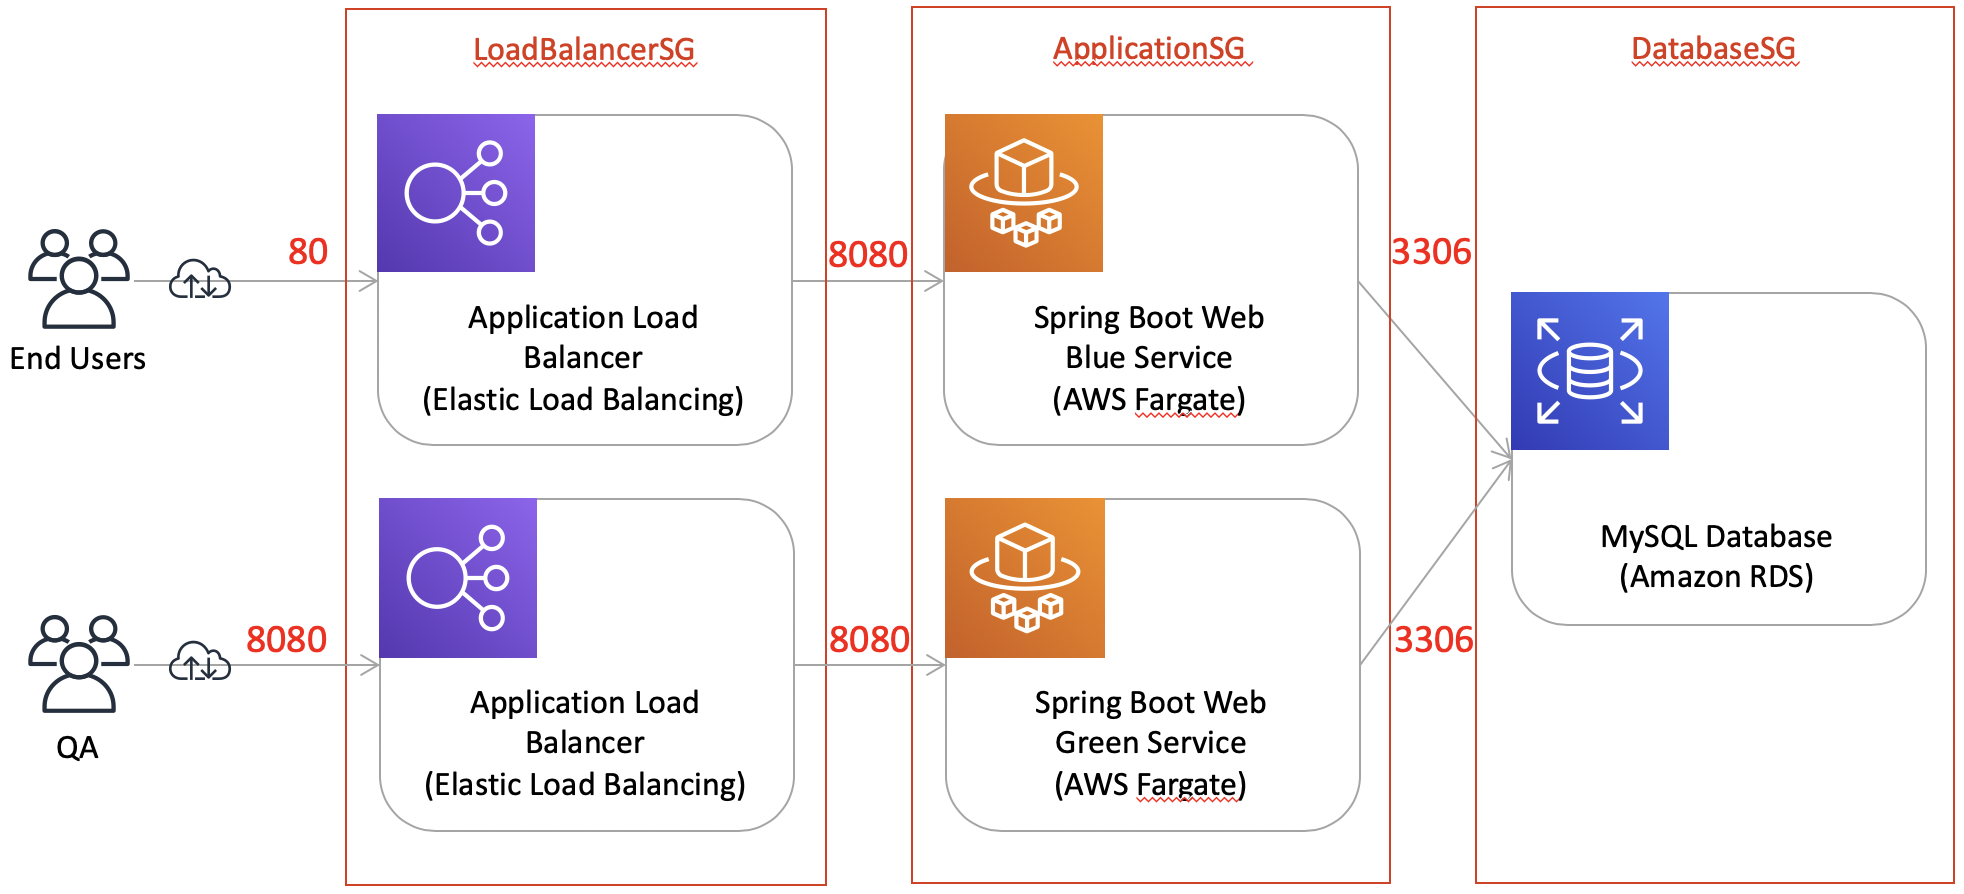 LoadBalancerSG
ApplicationSG
DatabaseSG
80
8080
3306
End Users
Application Load
Balancer
(Elastic Load Balancing)
Spring Boot Web
Blue Service
(AWS Fargate)
MySQL Database
(Amazon RDS)
8080
8080
3306
QA
Application Load
Balancer
(Elastic Load Balancing)
Spring Boot Web
Green Service
(AWS Fargate)